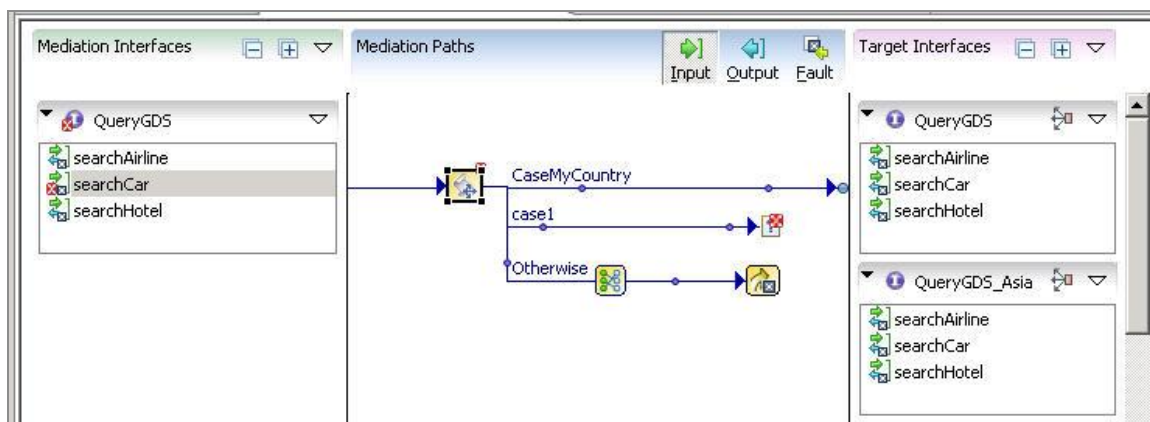 Mediation Interfaces
Mediation Paths
Input
Output
Fault
Target Interfaces
QueryGDS
searchAirline
searchCar
searchHotel
CaseMyCountry
case1
Otherwise
QueryGDS
searchAirline
searchCar
searchHotel
QueryGDS_Asia
searchAirline
searchCar
searchHotel